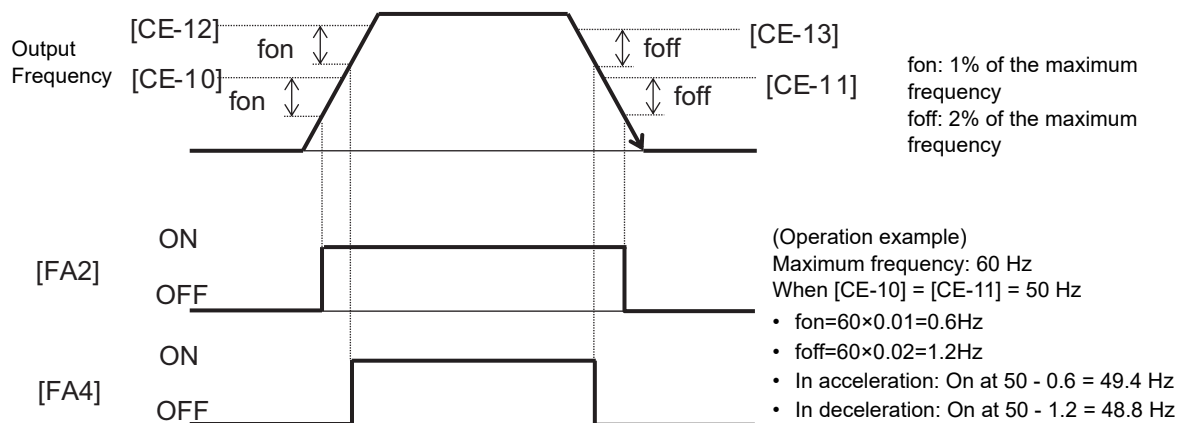 Output
Frequency
[CE-12]
fon
[CE-10]
fon
foff
[CE-13]
foff
[CE-11]
fon: 1% of the maximum
frequency
foff: 2% of the maximum
frequency
[FA2]
ON
OFF
[FA4]
ON
OFF
(Operation example)
Maximum frequency: 60 Hz
When [CE-10] = [CE-11] = 50 Hz
• fon=60×0.01=0.6Hz
• foff=60×0.02=1.2Hz
• In acceleration: On at 50 - 0.6 = 49.4 Hz
• In deceleration: On at 50 - 1.2 = 48.8 Hz